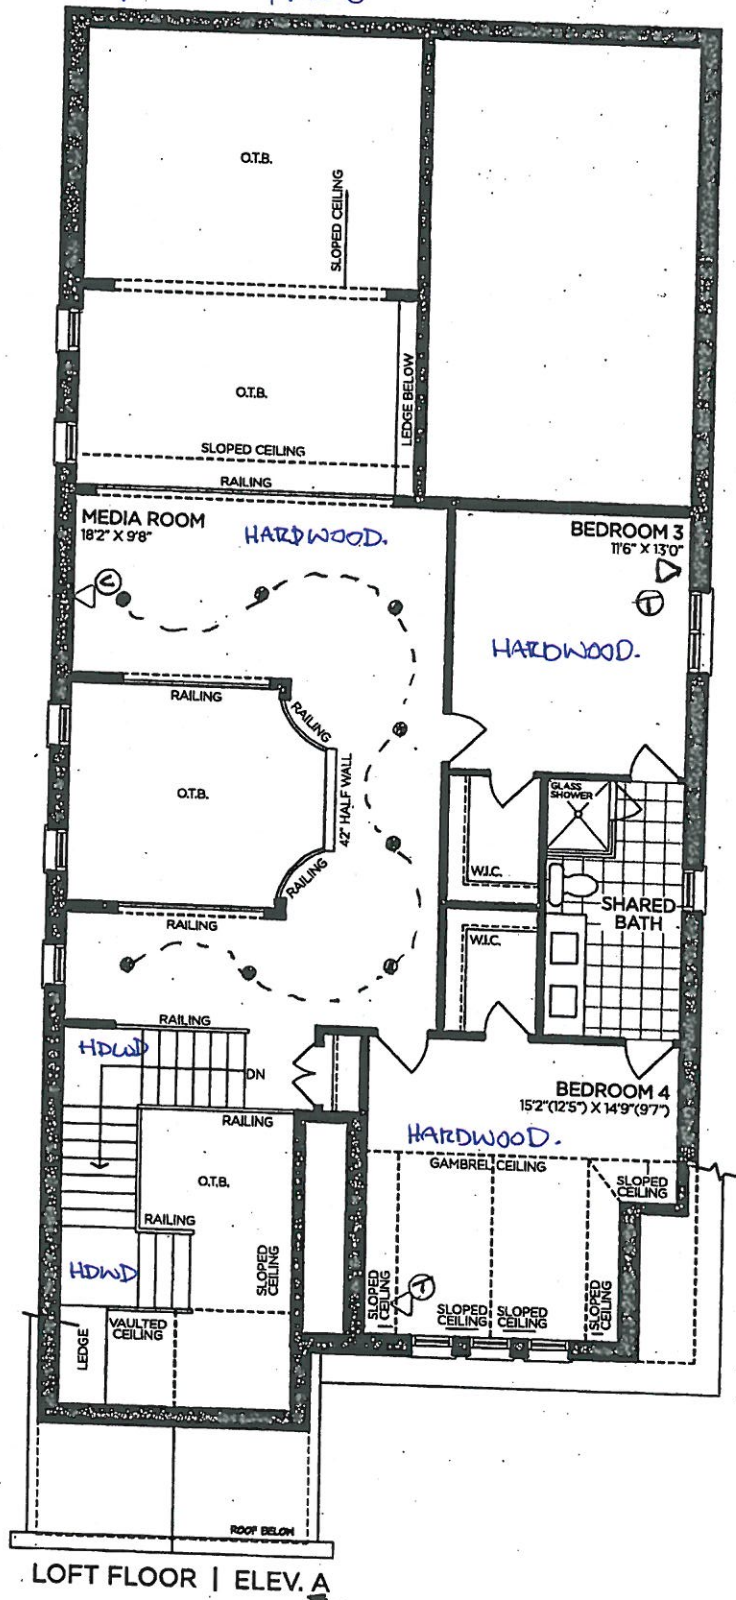 O.T.B.
SLOPED CEILING
O.T.B.
LEDGE BELOW
SLOPED CEILING
RAILING
MEDIA ROOM
18'2" X 9'8"
HARDWOOD.
BEDROOM 3
11'6" X 13'0"
C
T
HARDWOOD.
RAILING
RAILING
O.T.B.
42" HALF WALL
RAILING
RAILING
GLASS
SHOWER
W.I.C.
SHARED
BATH
W.I.C.
RAILING
HDWD
DN
RAILING
BEDROOM 4
15'2"(12'5") X 14'9"(9'7")
HARDWOOD.
GAMBREL CEILING
SLOPED
CEILING
O.T.B.
RAILING
SLOPED
CEILING
HDWD
SLOPED
CEILING
T
SLOPED
CEILING
SLOPED
CEILING
SLOPED
CEILING
VAULTED
CEILING
LEDGE
ROOF BELOW
LOFT FLOOR | ELEV. A